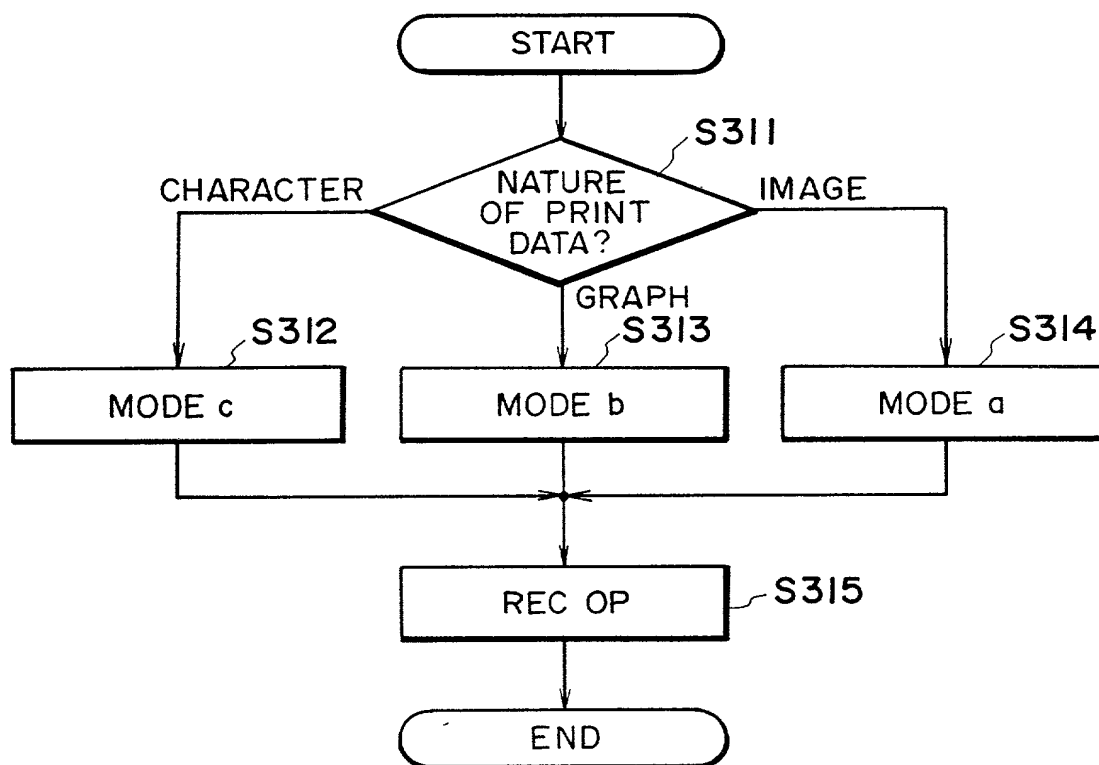 START
S311
CHARACTER
NATURE
OF PRINT
DATA?
IMAGE
GRAPH
S312
S313
S314
MODE c
MODE b
MODE a
REC OP
S315
END